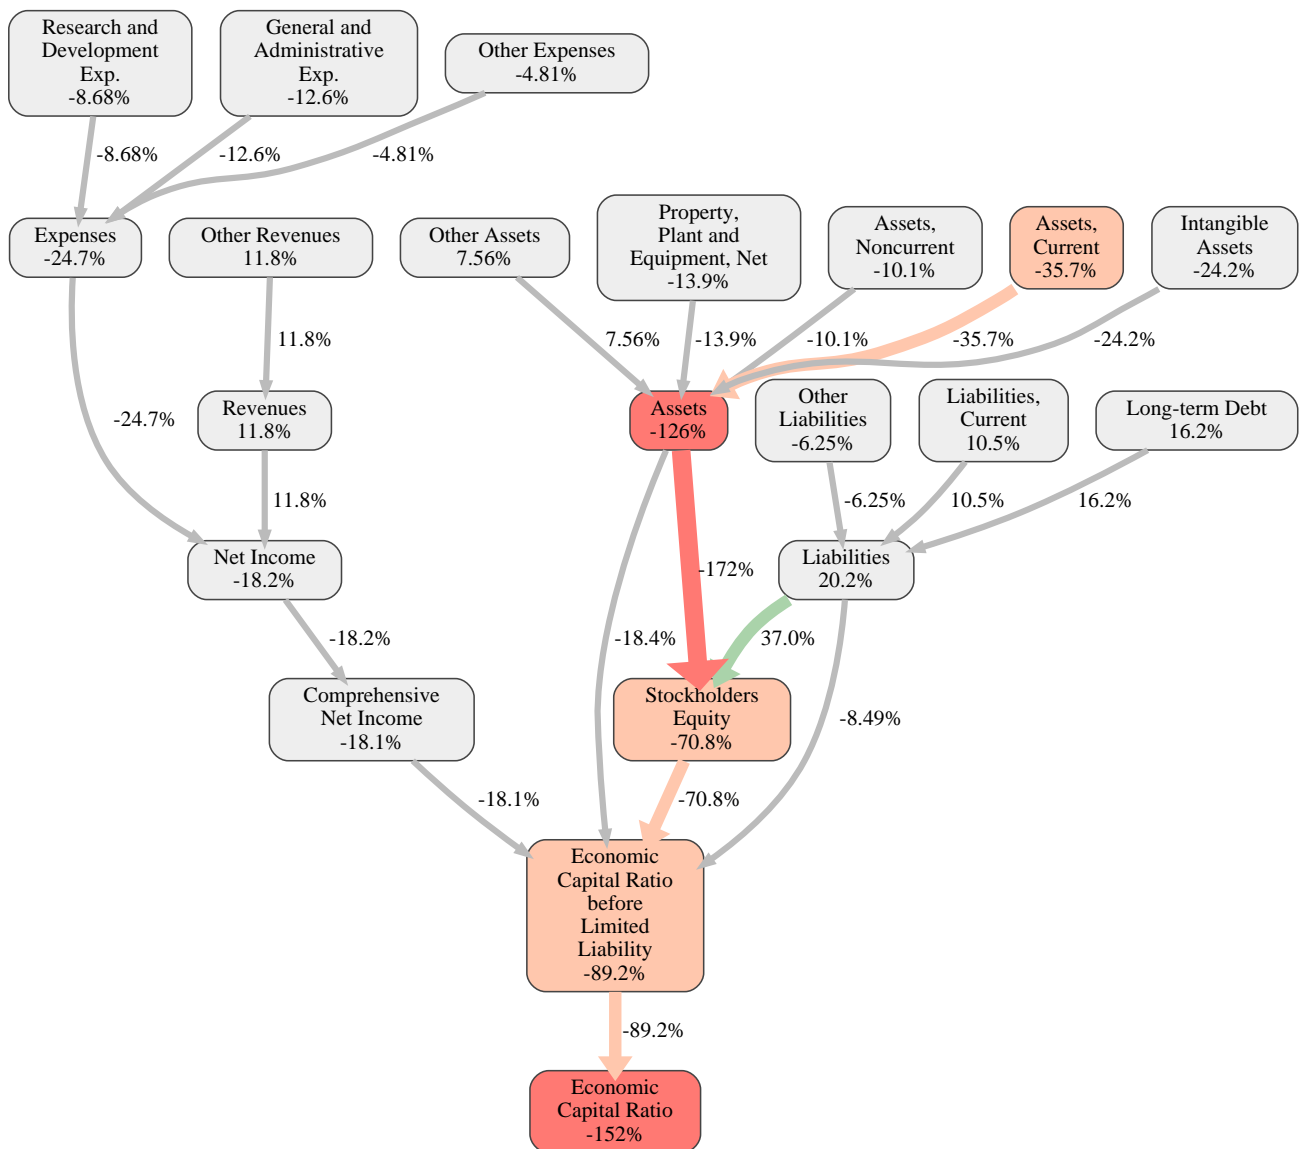 Research and
Development
Exp.
-8.68%
General and
Administrative
Exp.
-12.6%
Other Expenses
-4.81%
-8.68%
-12.6%
-4.81%
Expenses
-24.7%
Other Revenues
11.8%
Other Assets
7.56%
Property,
Plant and
Equipment, Net
-13.9%
Assets,
Noncurrent
-10.1%
Assets,
Current
-35.7%
Intangible
Assets
-24.2%
11.8%
7.56%
-13.9%
-10.1%
-35.7%
-24.2%
-24.7%
Revenues
11.8%
Assets
-126%
Other
Liabilities
-6.25%
Liabilities,
Current
10.5%
Long-term Debt
16.2%
11.8%
-6.25%
10.5%
16.2%
Net Income
-18.2%
-172%
Liabilities
20.2%
-18.2%
-18.4%
37.0%
Comprehensive
Net Income
-18.1%
Stockholders
Equity
-70.8%
-8.49%
-18.1%
-70.8%
Economic
Capital Ratio
before
Limited
Liability
-89.2%
-89.2%
Economic
Capital Ratio
-152%